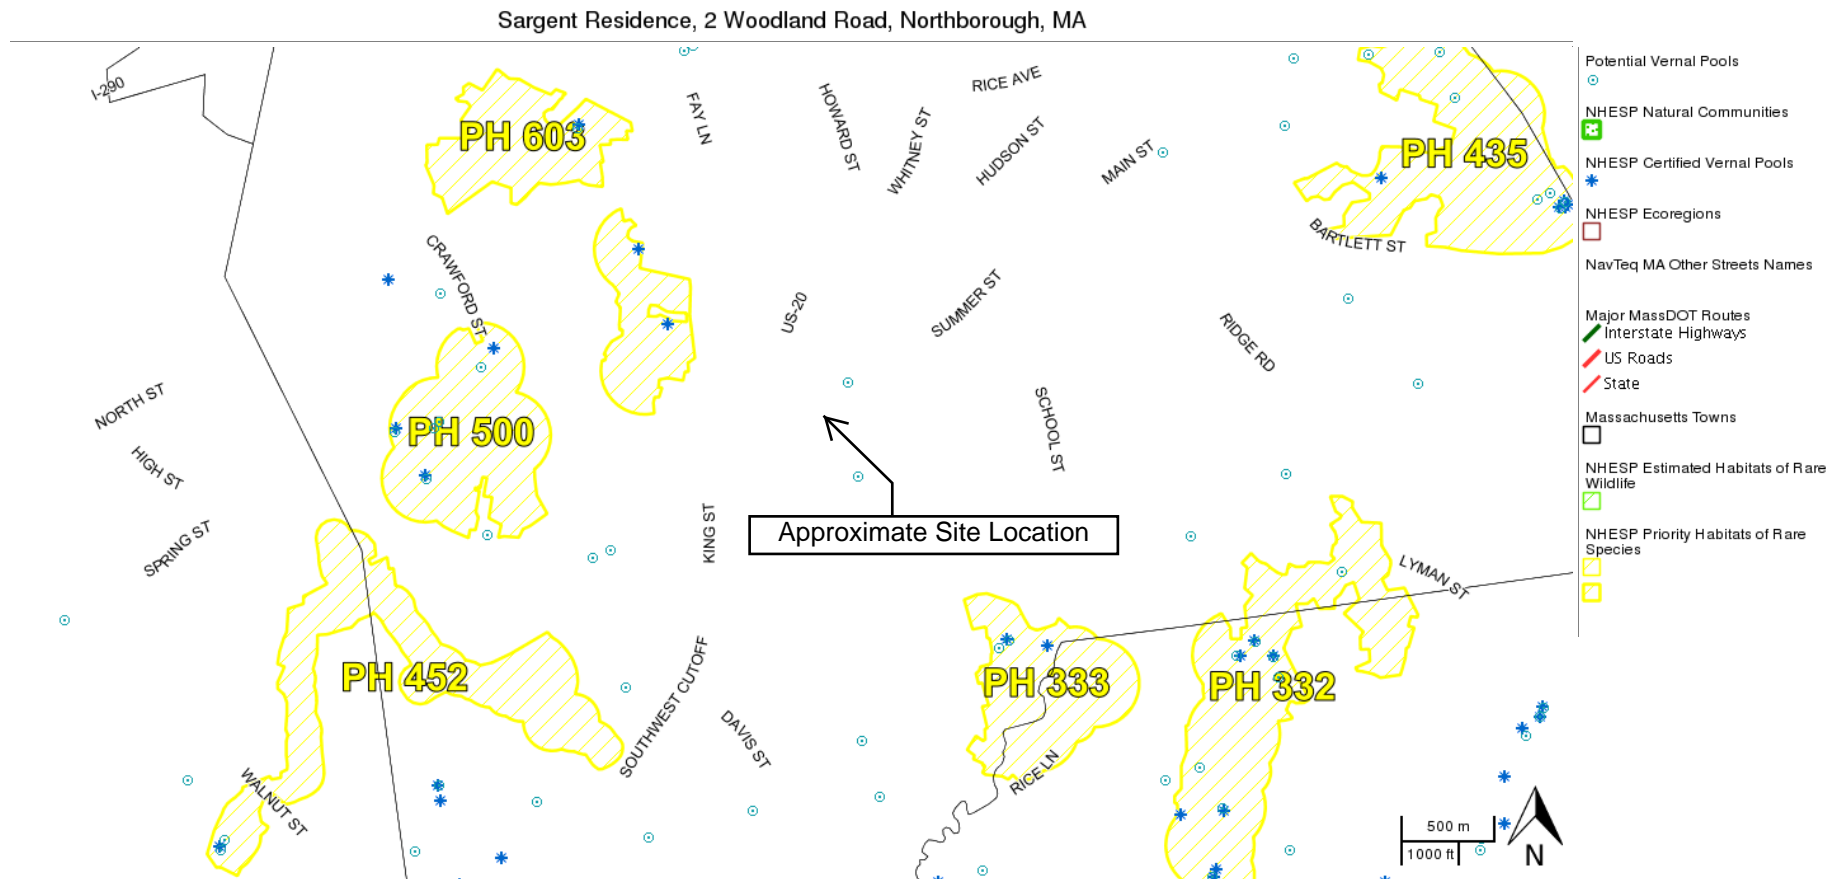 Sargent Residence, 2 Woodland Road, Northborough, MA
I-290
FAY LN
HOWARD ST
WHITNEY ST
RICE AVE
HUDSON ST
MAIN ST
PH 603
PH 435
BARTLETT ST
CRAWFORD ST
US-20
SUMMER ST
RIDGE RD
NORTH ST
HIGH ST
SPRING ST
PH 500
SCHOOL ST
KING ST
Approximate Site Location
LYMAN ST
PH 452
PH 333
PH 332
SOUTHWEST CUTOFF
DAVIS ST
RICE LN
WALNUT ST
500 m
1000 ft
N
Potential Vernal Pools
NHESP Natural Communities
NHESP Certified Vernal Pools
NHESP Ecoregions
NavTeq MA Other Streets Names
Major MassDOT Routes
Interstate Highways
US Roads
State
Massachusetts Towns
NHESP Estimated Habitats of Rare
Wildlife
NHESP Priority Habitats of Rare
Species